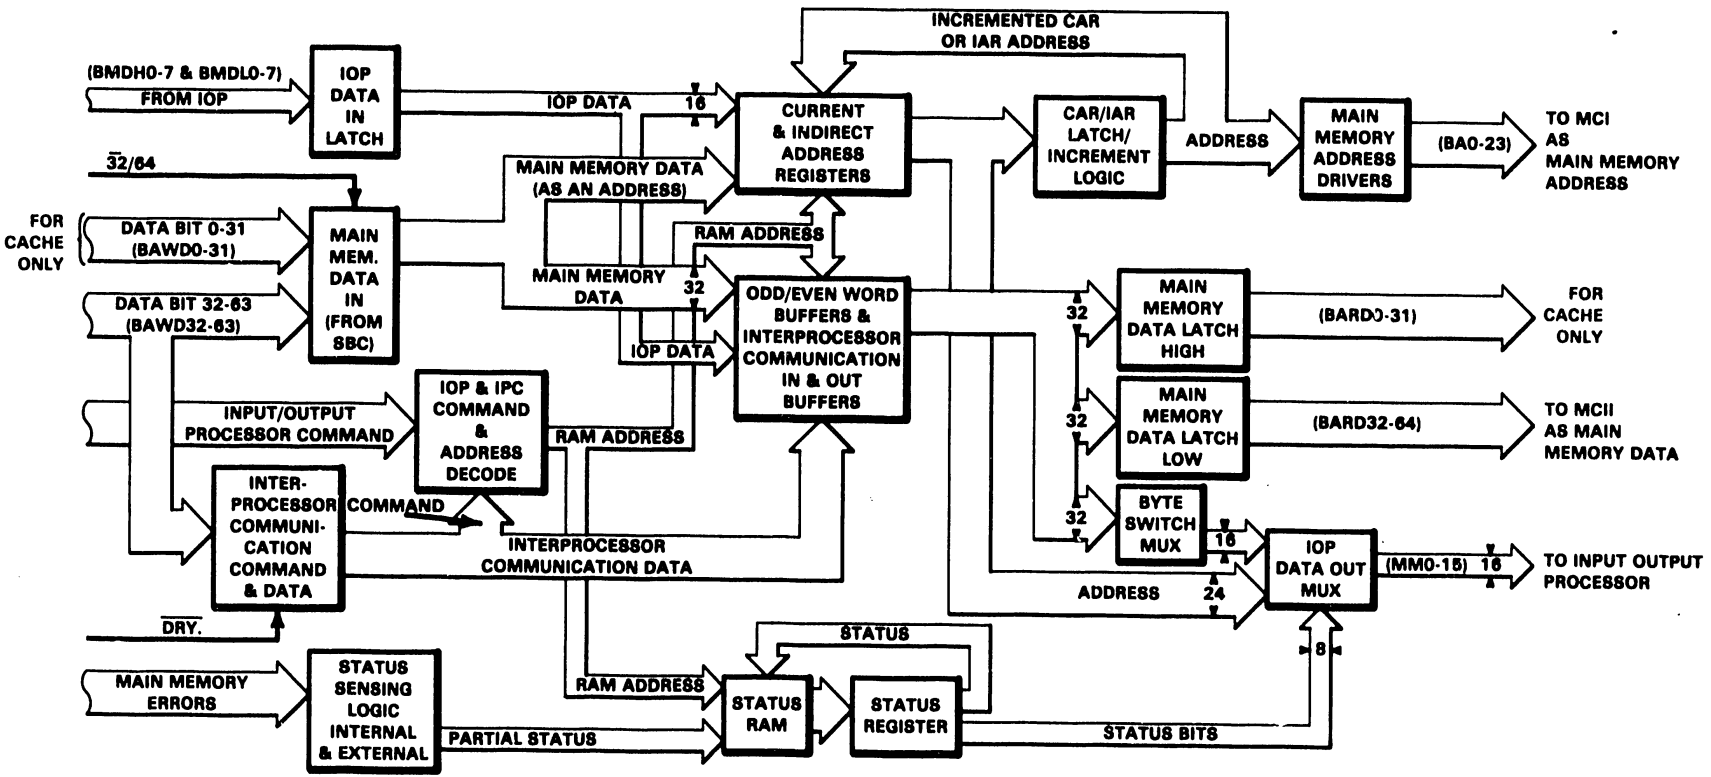 INCREMENTED CAR
OR IAR ADDRESS
(BMDH0-7 & BMDL0-7)
FROM IOP
IOP
DATA
IN
LATCH
IOP DATA
16
CURRENT
& INDIRECT
ADDRESS
REGISTERS
CAR/IAR
LATCH/
INCREMENT
LOGIC
ADDRESS
MAIN
MEMORY
ADDRESS
DRIVERS
(BA0-23)
TO MCI
AS
MAIN MEMORY
ADDRESS
32/64
MAIN MEMORY DATA
(AS AN ADDRESS)
FOR
CACHE
ONLY
DATA BIT 0-31
(BAWD0-31)
DATA BIT 32-63
(BAWD32-63)
MAIN
MEM.
DATA
IN
(FROM
SBC)
RAM ADDRESS
MAIN MEMORY
DATA
32
IOP DATA
ODD/EVEN WORD
BUFFERS &
INTERPROCESSOR
COMMUNICATION
IN & OUT
BUFFERS
32
MAIN
MEMORY
DATA LATCH
HIGH
(BARD0-31)
FOR
CACHE
ONLY
INPUT/OUTPUT
PROCESSOR COMMAND
IOP & IPC
COMMAND
&
ADDRESS
DECODE
RAM ADDRESS
32
MAIN
MEMORY
DATA LATCH
LOW
(BARD32-64)
TO MCII
AS MAIN
MEMORY DATA
INTER-
PROCESSOR
COMMUNI-
CATION
COMMAND
& DATA
COMMAND
INTERPROCESSOR
COMMUNICATION DATA
32
BYTE
SWITCH
MUX
16
IOP
DATA OUT
MUX
(MM0-15)
16
TO INPUT OUTPUT
PROCESSOR
ADDRESS
24
DRY.
8
MAIN MEMORY
ERRORS
STATUS
SENSING
LOGIC
INTERNAL
& EXTERNAL
STATUS
RAM ADDRESS
PARTIAL STATUS
STATUS
RAM
STATUS
REGISTER
STATUS BITS